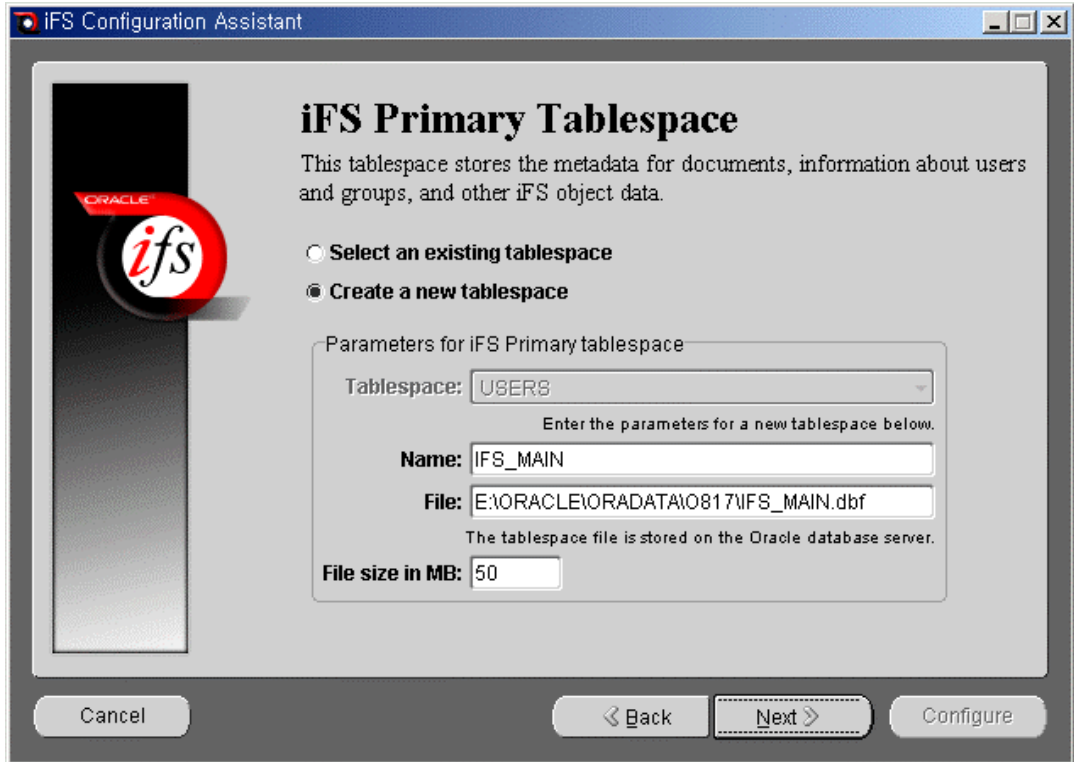 iFS Configuration Assistant
iFS Primary Tablespace
This tablespace stores the metadata for documents, information about users
and groups, and other iFS object data.
ORACLE
ifs
Select an existing tablespace
Create a new tablespace
Parameters for iFS Primary tablespace
Tablespace: USERS
Enter the parameters for a new tablespace below.
Name: IFS_MAIN
File: E:\ORACLE\ORADATA\O817\IFS_MAIN.dbf
The tablespace file is stored on the Oracle database server.
File size in MB: 50
Cancel Back Next Configure